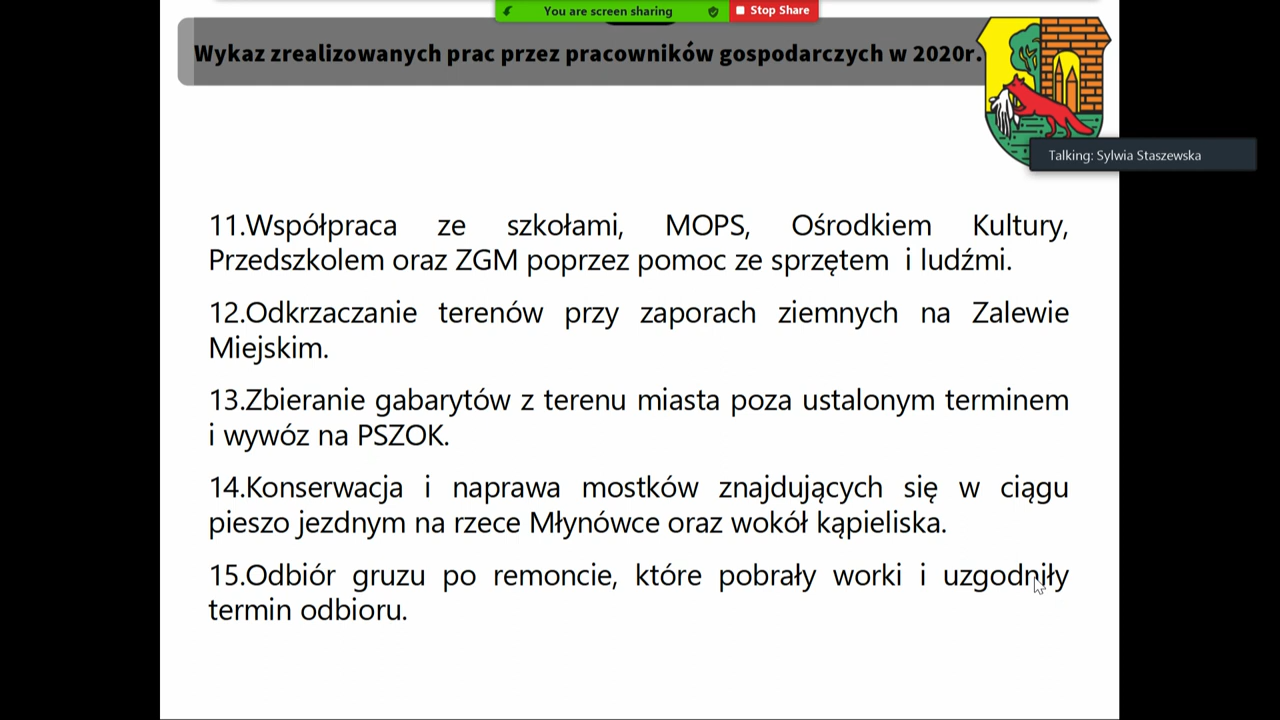 You are screen sharing
Stop Share
Wykaz zrealizowanych prac przez pracowników gospodarczych w 2020r.
Talking: Sylwia Staszewska
11.Współpraca ze szkołami, MOPS, Ośrodkiem Kultury,
Przedszkolem oraz ZGM poprzez pomoc ze sprzętem i ludźmi.
12.Odkrzaczanie terenów przy zaporach ziemnych na Zalewie
Miejskim.
13.Zbieranie gabarytów z terenu miasta poza ustalonym terminem
i wywóz na PSZOK.
14.Konserwacja i naprawa mostków znajdujących się w ciągu
pieszo jezdnym na rzece Młynówce oraz wokół kąpieliska.
15.Odbiór gruzu po remoncie, które pobrały worki i uzgodniły
termin odbioru.